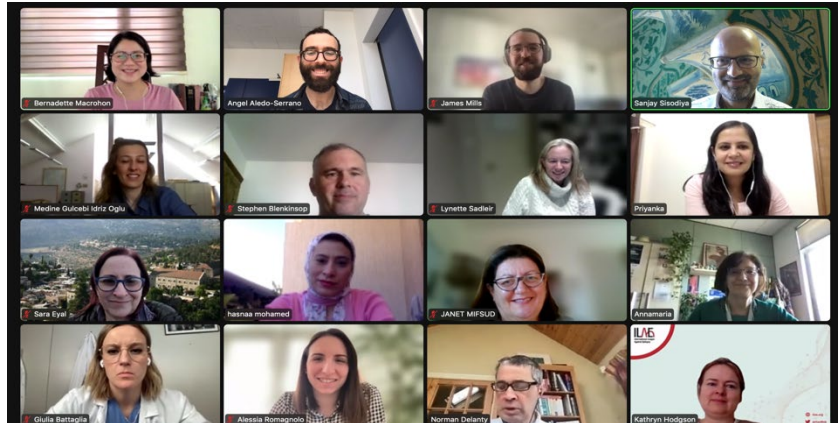 Bernadette Macrohon
Angel Aledo-Serrano
James Mills
Sanjay Sisodiya
Medine Gulcebi Idriz Oglu
Stephen Blenkinsop
Lynette Sadleir
Priyanka
Sara Eyal
hasnaa mohamed
JANET MIFSUD
Annamaria
Giulia Battaglia
Alessia Romagnolo
Norman Delanty
Kathryn Hodgson